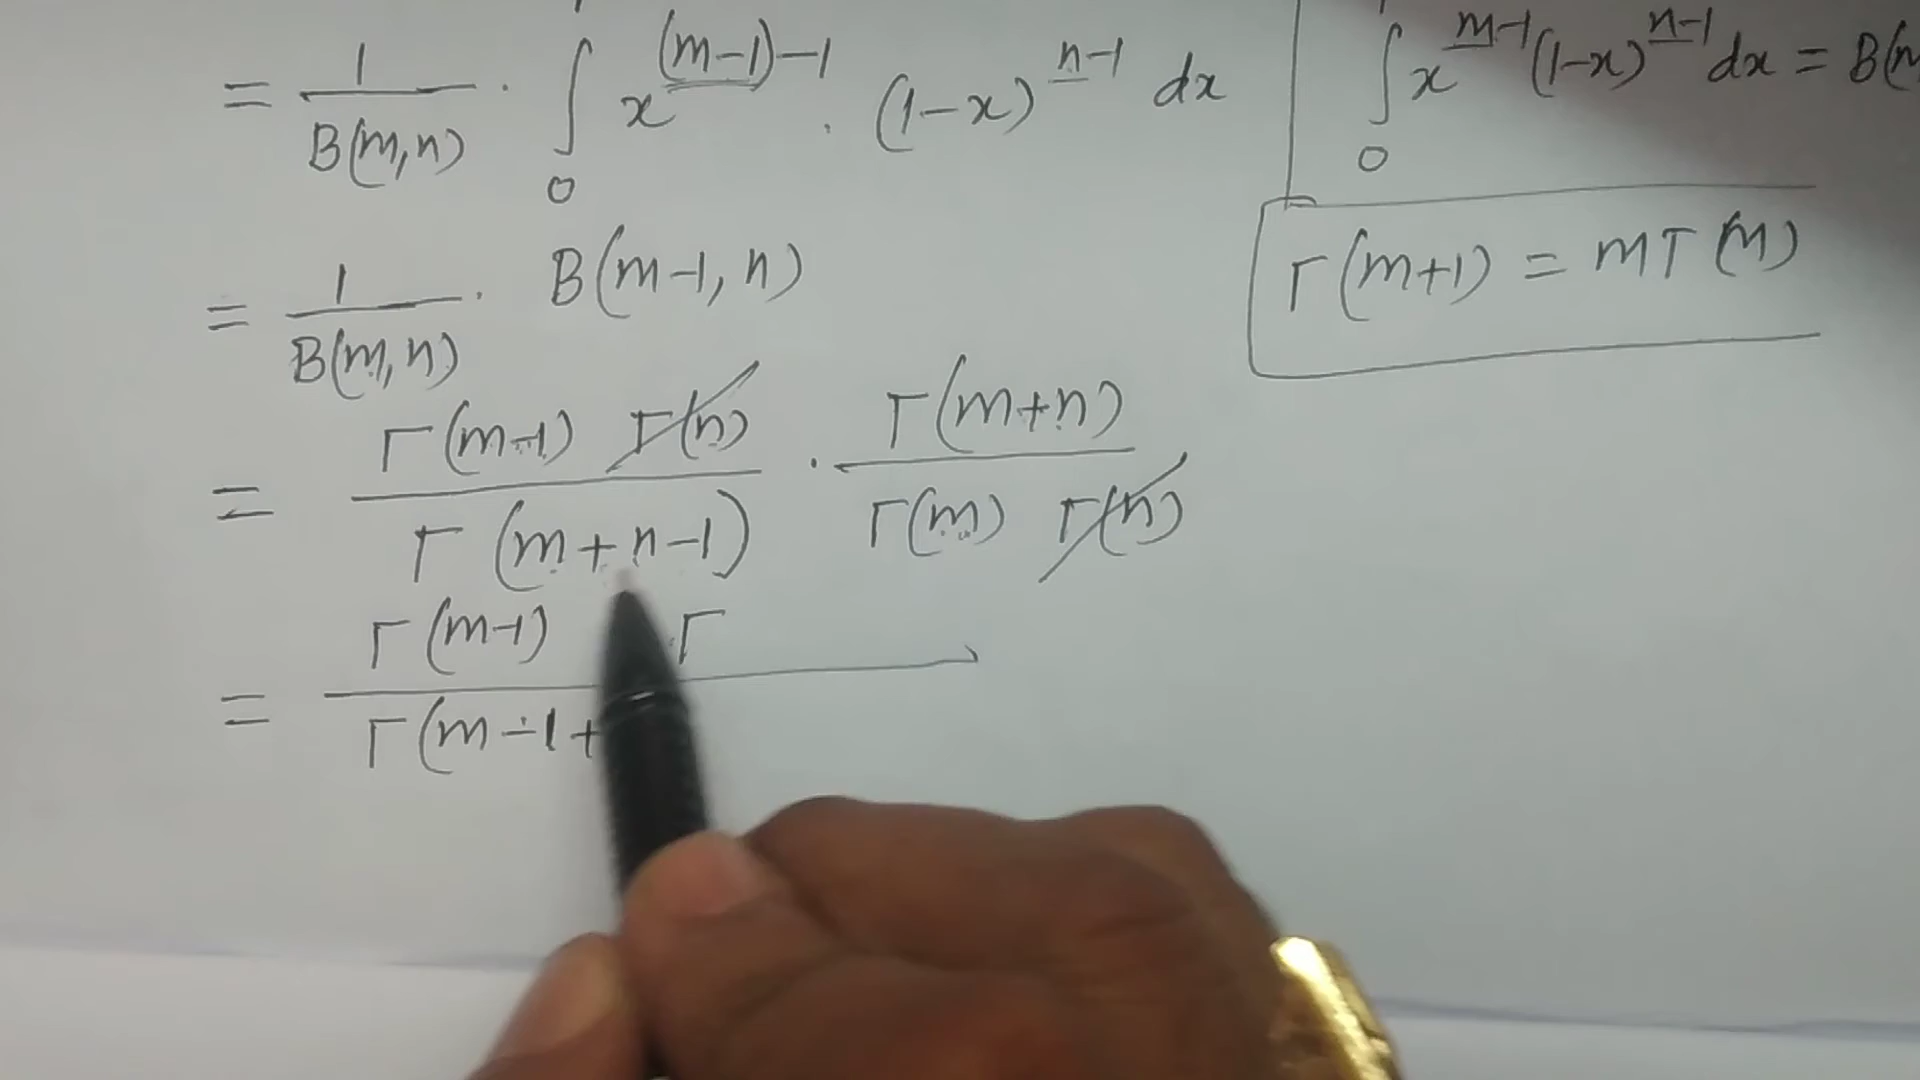 = 1/B(m,n) · ∫₀ x^((m-1)-1) · (1-x)^(n-1) dx
∫₀ x^(m-1) (1-x)^(n-1) dx = B(m
Γ(m+1) = mΓ(m)
= 1/B(m,n) · B(m-1, n)
= Γ(m-1) Γ(n) / Γ(m+n-1) · Γ(m+n) / Γ(m) Γ(n)
= Γ(m-1) · Γ / Γ(m-1+